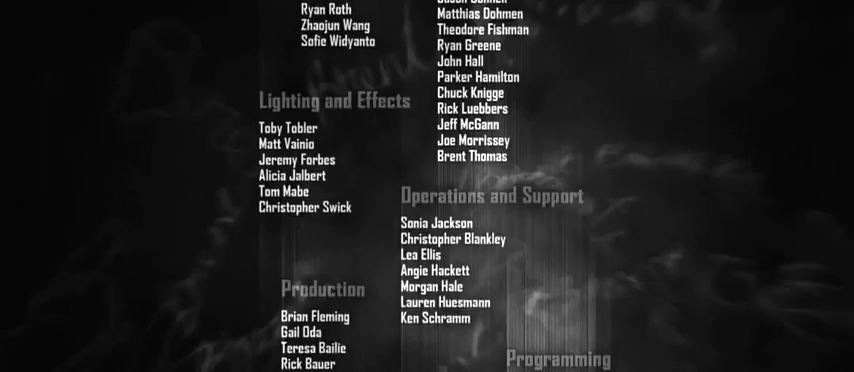 Ryan Roth
Zhaojun Wang
Sofie Widyanto
Lighting and Effects
Toby Tobler
Matt Vainio
Jeremy Forbes
Alicia Jalbert
Tom Mabe
Christopher Swick
Production
Brian Fleming
Gail Oda
Teresa Bailie
Rick Bauer
Matthias Dohmen
Theodore Fishman
Ryan Greene
John Hall
Parker Hamilton
Chuck Knigge
Rick Luebbers
Jeff McGann
Joe Morrissey
Brent Thomas
Operations and Support
Sonia Jackson
Christopher Blankley
Lea Ellis
Angie Hackett
Morgan Hale
Lauren Huesmann
Ken Schramm
Programming